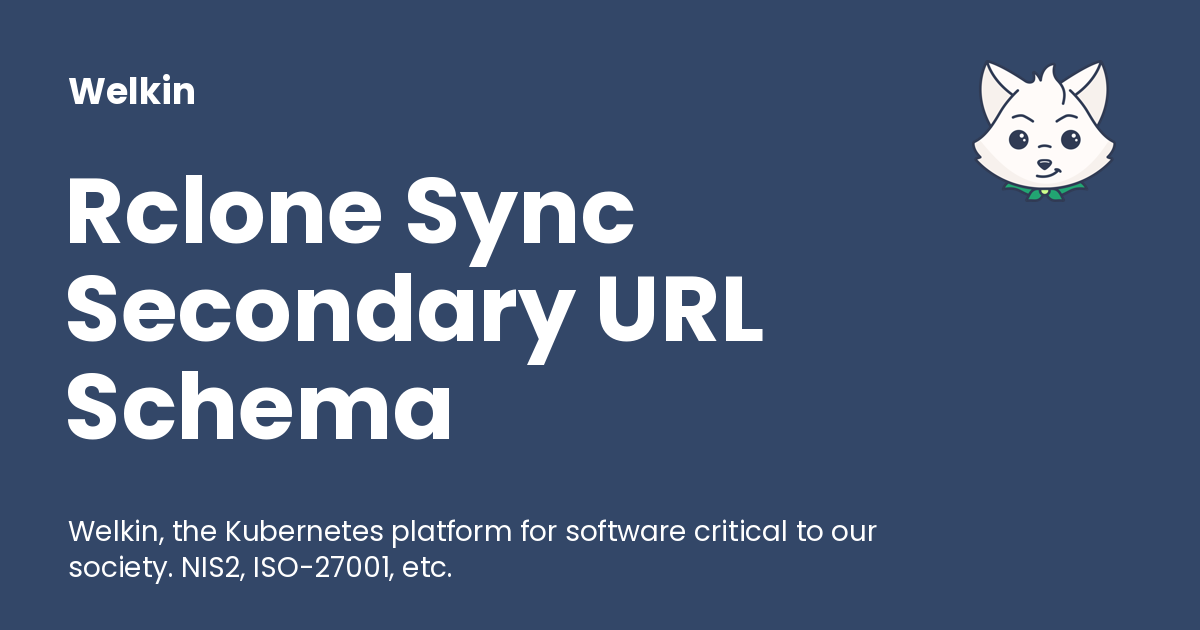 Welkin
Rclone Sync
Secondary URL
Schema
Welkin, the Kubernetes platform for software critical to our
society. NIS2, ISO-27001, etc.